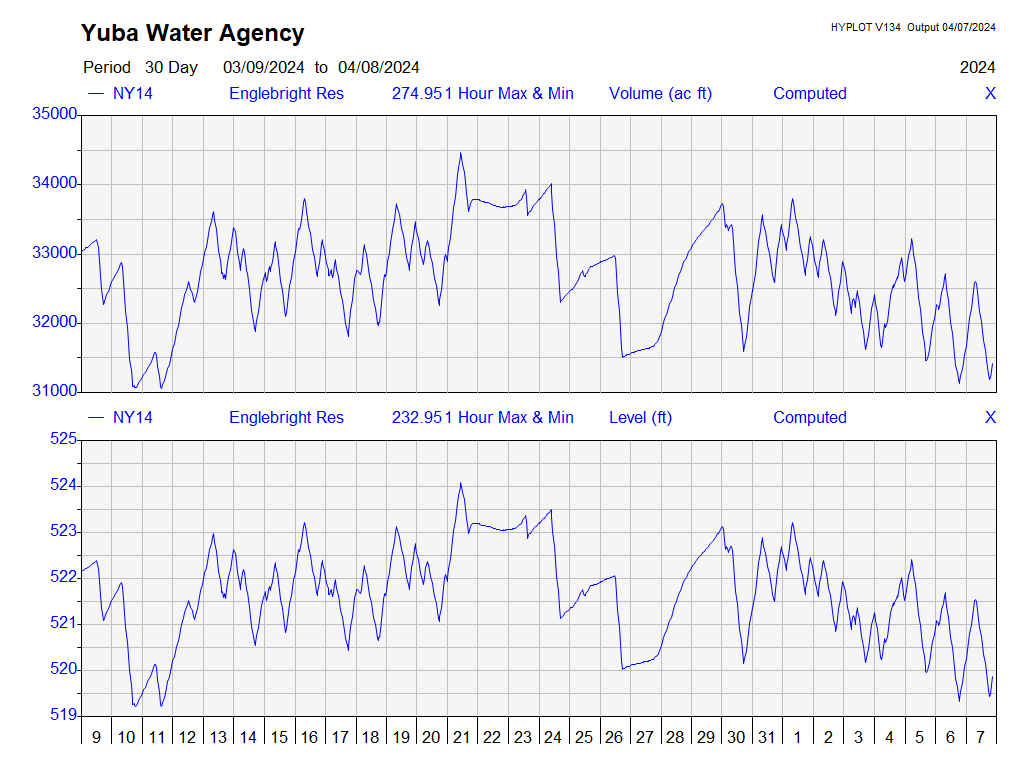 Yuba Water Agency
HYPLOT V134 Output 04/07/2024
Period 30 Day 03/09/2024 to 04/08/2024 2024
NY14 Englebright Res 274.951 Hour Max & Min Volume (ac ft) Computed X
35000
34000
33000
32000
31000
NY14 Englebright Res 232.951 Hour Max & Min Level (ft) Computed X
525
524
523
522
521
520
519
9 10 11 12 13 14 15 16 17 18 19 20 21 22 23 24 25 26 27 28 29 30 31 1 2 3 4 5 6 7